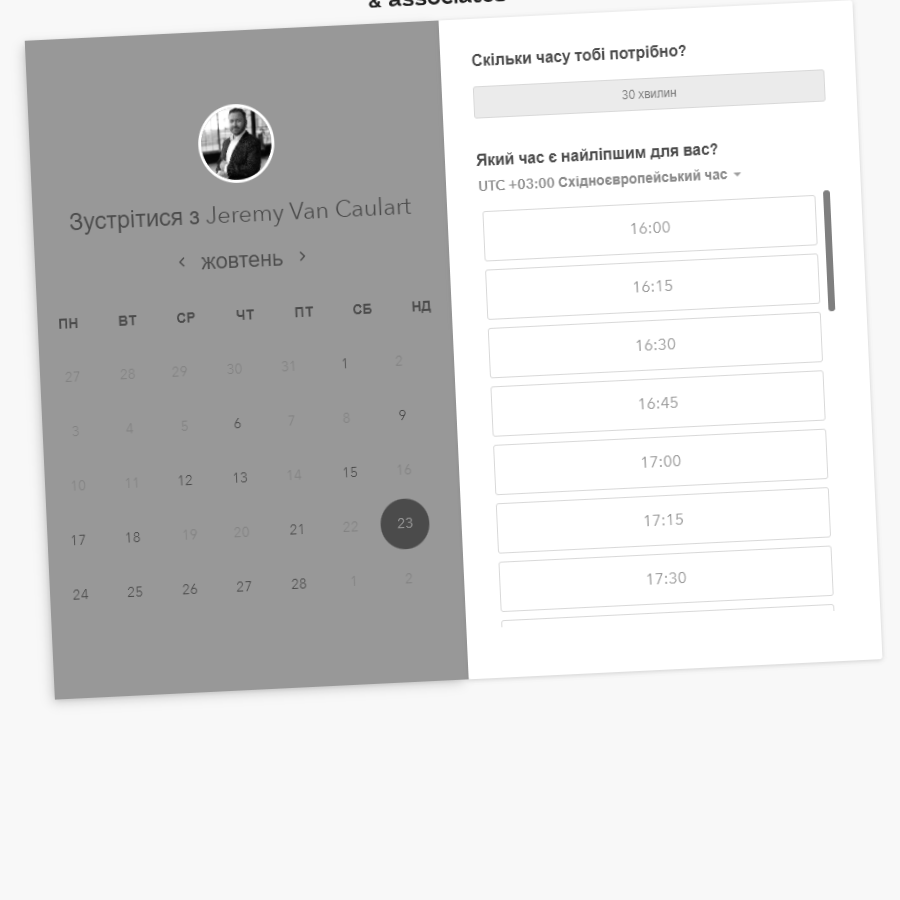 & associates
Зустрітися з Jeremy Van Caulart
жовтень
ПН ВТ СР ЧТ ПТ СБ НД
27 28 29 30 31 1 2
3 4 5 6 7 8 9
10 11 12 13 14 15 16
17 18 19 20 21 22 23
24 25 26 27 28 1 2
Скільки часу тобі потрібно?
30 хвилин
Який час є найліпшим для вас?
UTC +03:00 Східноєвропейський час
16:00
16:15
16:30
16:45
17:00
17:15
17:30